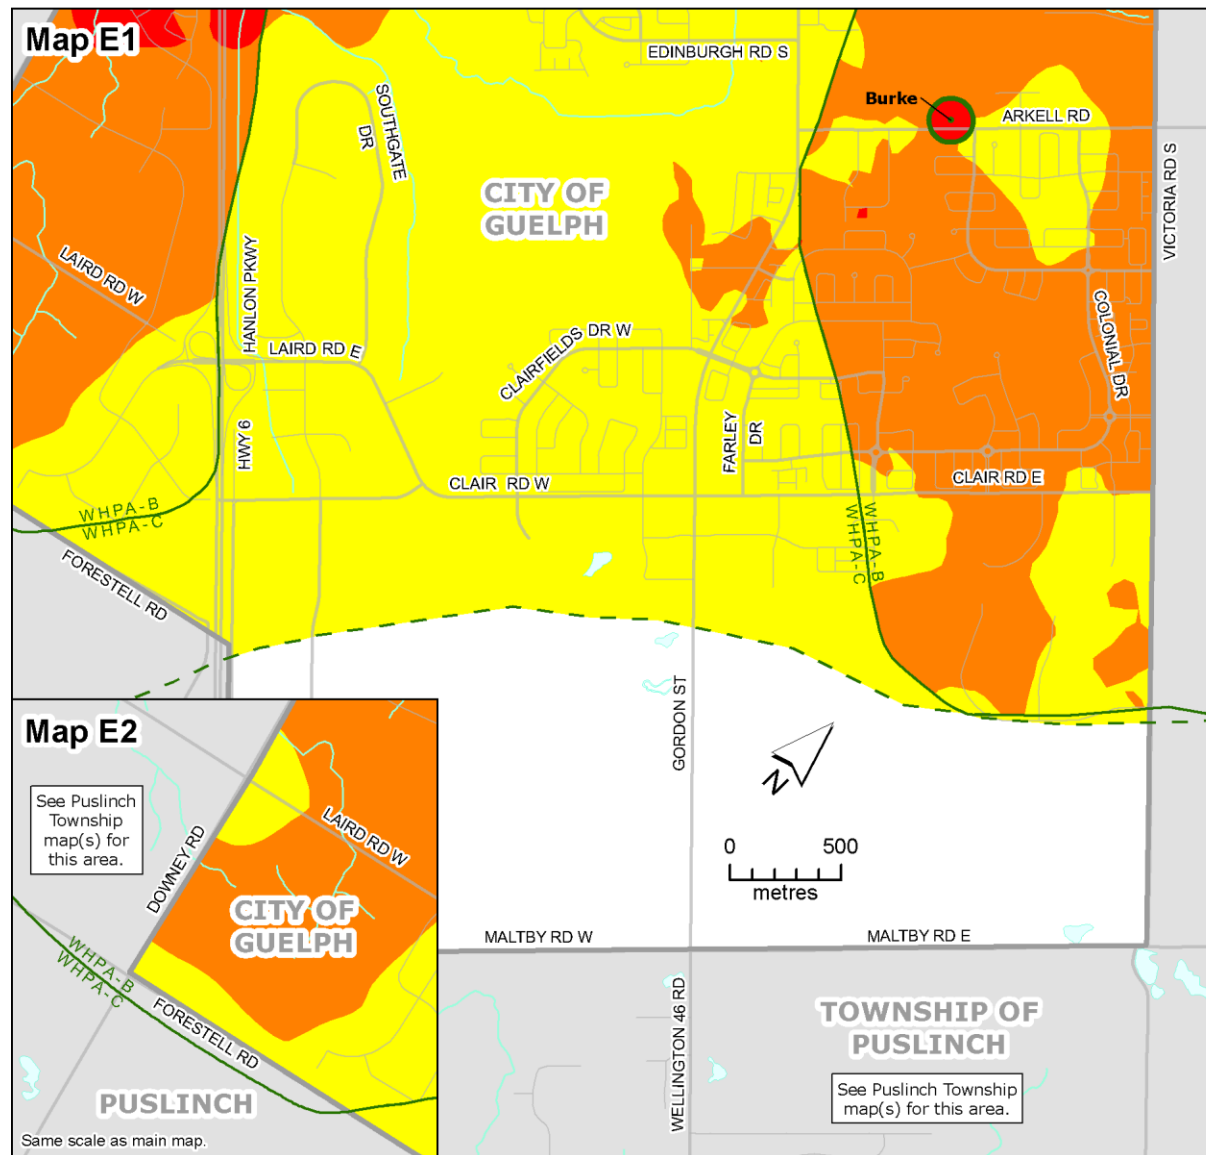 Map E1
EDINBURGH RD S
Burke
ARKELL RD
SOUTHGATE
DR
VICTORIA RD S
CITY OF
GUELPH
LAIRD RD W
HANLON PKWY
LAIRD RD E
CLAIRFIELDS DR W
COLONIAL DR
HWY 6
FARLEY
DR
CLAIR RD W
CLAIR RD E
WHPA-B
WHPA-C
WHPA-B
WHPA-C
FORESTELL RD
GORDON ST
N
0 500
metres
MALTBY RD W
MALTBY RD E
WELLINGTON 46 RD
TOWNSHIP OF
PUSLINCH
See Puslinch Township
map(s) for this area.
Map E2
See Puslinch
Township
map(s) for
this area.
DOWNEY RD
LAIRD RD W
CITY OF
GUELPH
WHPA-B
WHPA-C
FORESTELL RD
PUSLINCH
Same scale as main map.